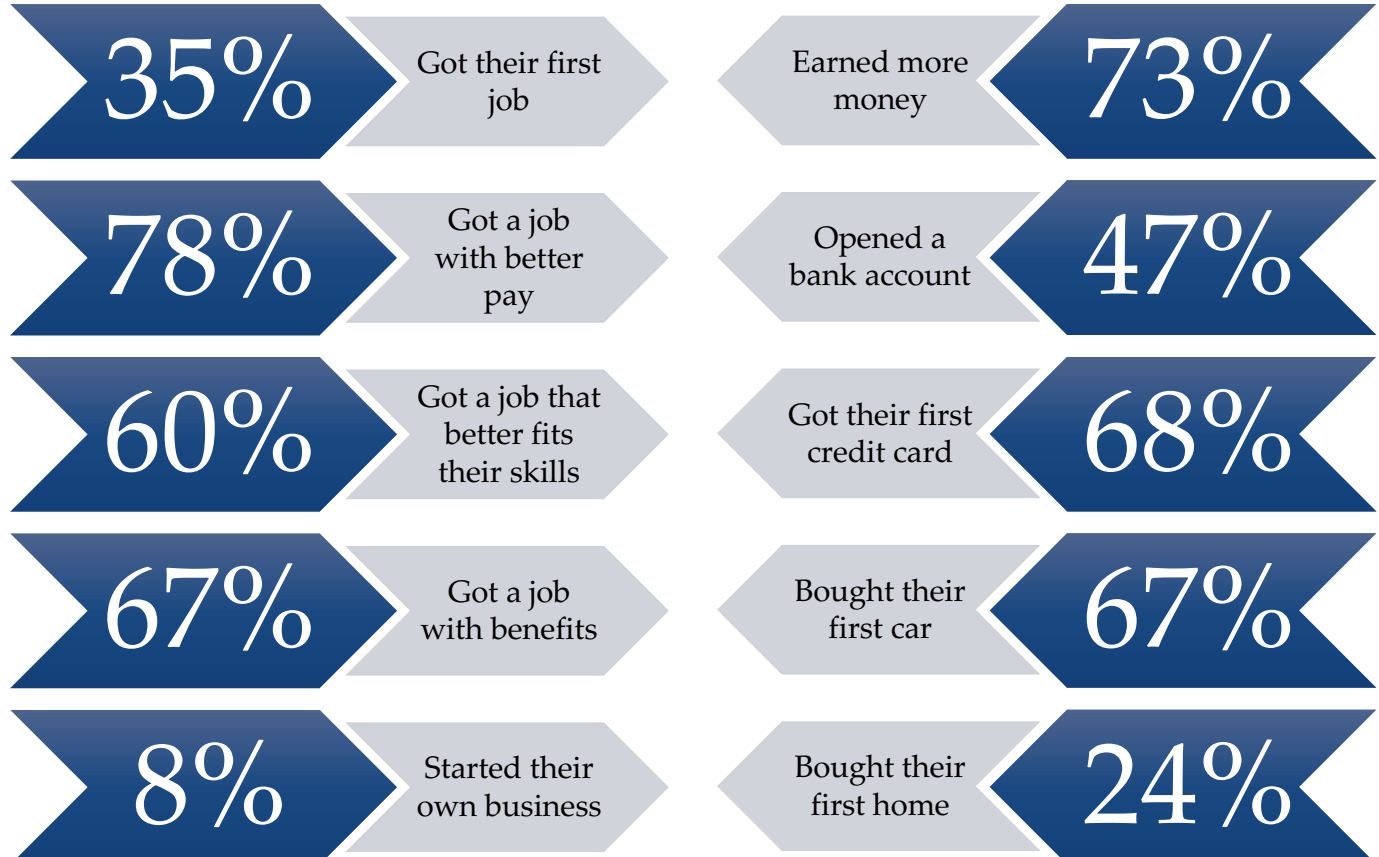 35%
Got their first
job
Earned more
money
73%
78%
Got a job
with better
pay
Opened a
bank account
47%
60%
Got a job that
better fits
their skills
Got their first
credit card
68%
67%
Got a job
with benefits
Bought their
first car
67%
8%
Started their
own business
Bought their
first home
24%